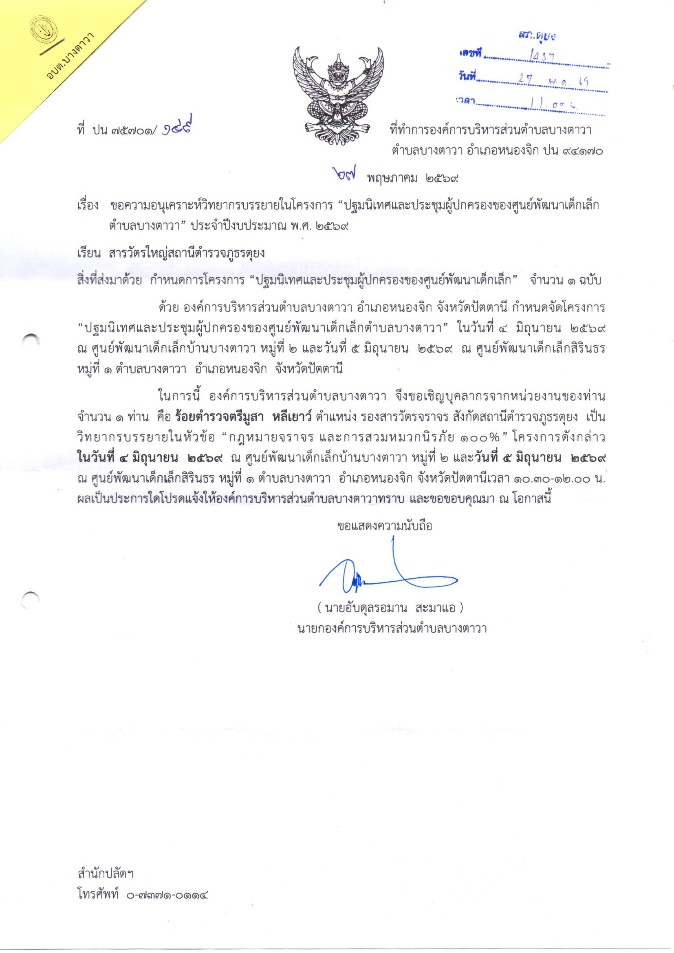 อบต.บางตาวา
สภ.ตุยง
เลขที่ 1437
วันที่ 27 พ.ค 69
เวลา 11.00 น.
ที่ ปน ๗๕๗๐๑/ ๑๔๙
ที่ทำการองค์การบริหารส่วนตำบลบางตาวา
ตำบลบางตาวา อำเภอหนองจิก ปน ๙๔๑๗๐
๒๗ พฤษภาคม ๒๕๖๙
เรื่อง ขอความอนุเคราะห์วิทยากรบรรยายในโครงการ “ปฐมนิเทศและประชุมผู้ปกครองของศูนย์พัฒนาเด็กเล็ก
ตำบลบางตาวา” ประจำปีงบประมาณ พ.ศ. ๒๕๖๙
เรียน สารวัตรใหญ่สถานีตำรวจภูธรตุยง
สิ่งที่ส่งมาด้วย กำหนดการโครงการ “ปฐมนิเทศและประชุมผู้ปกครองของศูนย์พัฒนาเด็กเล็ก” จำนวน ๑ ฉบับ
ด้วย องค์การบริหารส่วนตำบลบางตาวา อำเภอหนองจิก จังหวัดปัตตานี กำหนดจัดโครงการ
“ปฐมนิเทศและประชุมผู้ปกครองของศูนย์พัฒนาเด็กเล็กตำบลบางตาวา” ในวันที่ ๔ มิถุนายน ๒๕๖๙
ณ ศูนย์พัฒนาเด็กเล็กบ้านบางตาวา หมู่ที่ ๒ และวันที่ ๕ มิถุนายน ๒๕๖๙ ณ ศูนย์พัฒนาเด็กเล็กสิรินธร
หมู่ที่ ๑ ตำบลบางตาวา อำเภอหนองจิก จังหวัดปัตตานี
ในการนี้ องค์การบริหารส่วนตำบลบางตาวา จึงขอเชิญบุคลากรจากหน่วยงานของท่าน
จำนวน ๑ ท่าน คือ ร้อยตำรวจตรีมูสา หลีเยาว์ ตำแหน่ง รองสารวัตรจราจร สังกัดสถานีตำรวจภูธรตุยง เป็น
วิทยากรบรรยายในหัวข้อ “กฎหมายจราจร และการสวมหมวกนิรภัย ๑๐๐%” โครงการดังกล่าว
ในวันที่ ๔ มิถุนายน ๒๕๖๙ ณ ศูนย์พัฒนาเด็กเล็กบ้านบางตาวา หมู่ที่ ๒ และวันที่ ๕ มิถุนายน ๒๕๖๙
ณ ศูนย์พัฒนาเด็กเล็กสิรินธร หมู่ที่ ๑ ตำบลบางตาวา อำเภอหนองจิก จังหวัดปัตตานีเวลา ๑๐.๓๐-๑๒.๐๐ น.
ผลเป็นประการใดโปรดแจ้งให้องค์การบริหารส่วนตำบลบางตาวาทราบ และขอขอบคุณมา ณ โอกาสนี้
ขอแสดงความนับถือ
( นายอับดุลรอมาน สะมาแอ )
นายกองค์การบริหารส่วนตำบลบางตาวา
สำนักปลัดฯ
โทรศัพท์ ๐-๗๓๗๑-๐๑๑๔